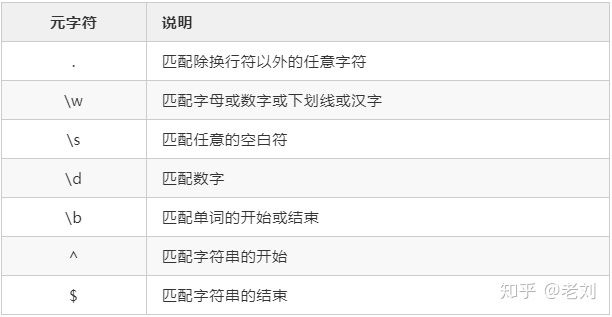 元字符 说明
. 匹配除换行符以外的任意字符
\w 匹配字母或数字或下划线或汉字
\s 匹配任意的空白符
\d 匹配数字
\b 匹配单词的开始或结束
^ 匹配字符串的开始
$ 匹配字符串的结束
知乎 @老刘